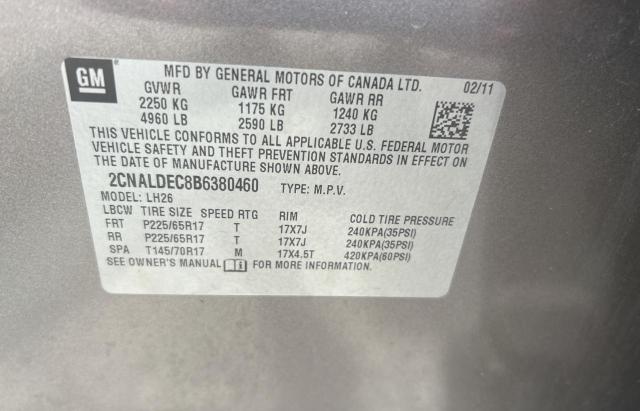 GM
MFD BY GENERAL MOTORS OF CANADA LTD. 02/11
GVWR GAWR FRT GAWR RR
2250 KG 1175 KG 1240 KG
4960 LB 2590 LB 2733 LB
THIS VEHICLE CONFORMS TO ALL APPLICABLE U.S. FEDERAL MOTOR
VEHICLE SAFETY AND THEFT PREVENTION STANDARDS IN EFFECT ON
THE DATE OF MANUFACTURE SHOWN ABOVE.
2CNALDEC8B6380460 TYPE: M.P.V.
MODEL: LH26
LBCW TIRE SIZE SPEED RTG RIM COLD TIRE PRESSURE
FRT P225/65R17 T 17X7J 240KPA(35PSI)
RR P225/65R17 T 17X7J 240KPA(35PSI)
SPA T145/70R17 M 17X4.5T 420KPA(60PSI)
SEE OWNER'S MANUAL FOR MORE INFORMATION.